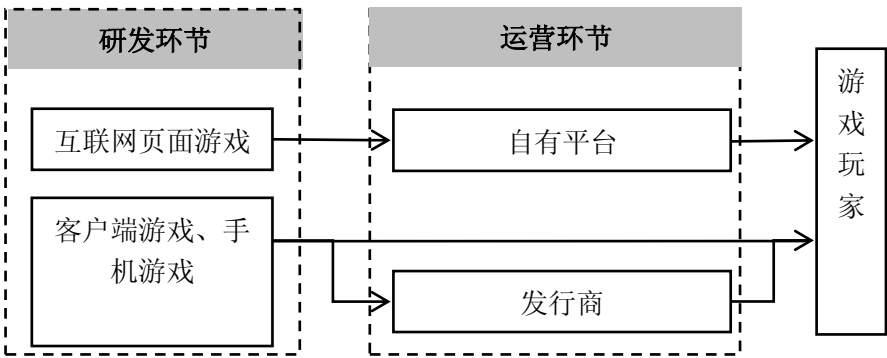 研发环节
运营环节
互联网页面游戏
自有平台
客户端游戏、手
机游戏
发行商
游
戏
玩
家